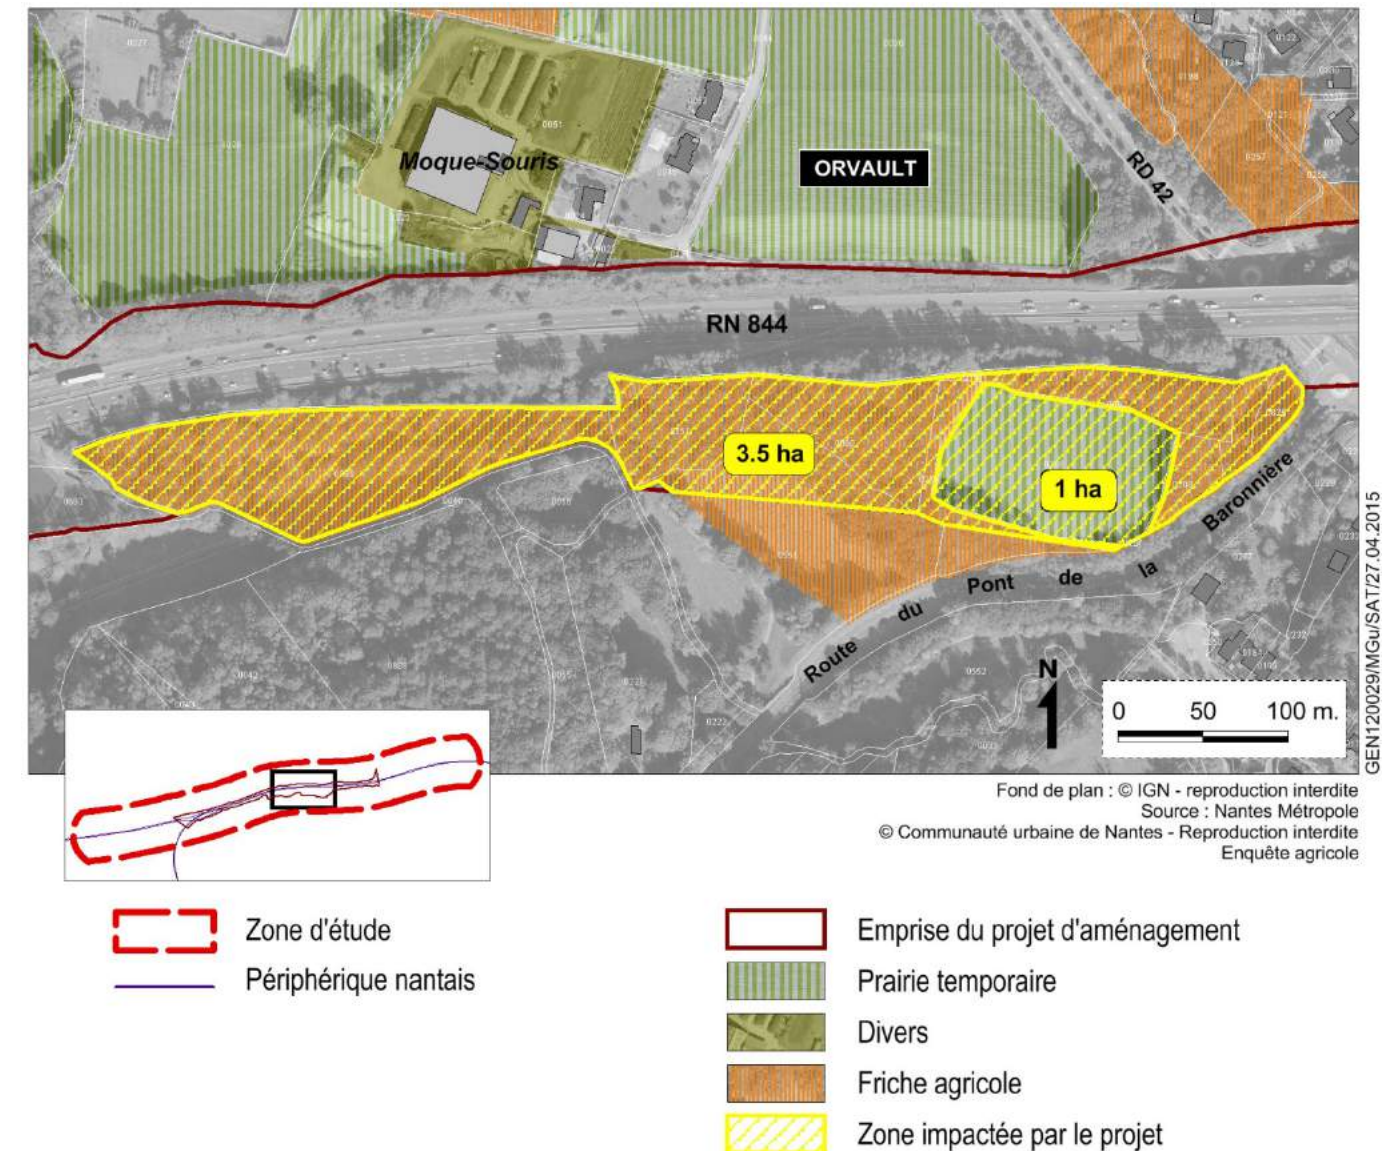 Moque-Souris
ORVAULT
RD 42
RN 844
3.5 ha
1 ha
Route du Pont de la Baronnière
N
0 50 100 m.
GEN120029/MGu/SAT/27.04.2015
Fond de plan : © IGN - reproduction interdite
Source : Nantes Métropole
© Communauté urbaine de Nantes - Reproduction interdite
Enquête agricole
Zone d'étude
Périphérique nantais
Emprise du projet d'aménagement
Prairie temporaire
Divers
Friche agricole
Zone impactée par le projet